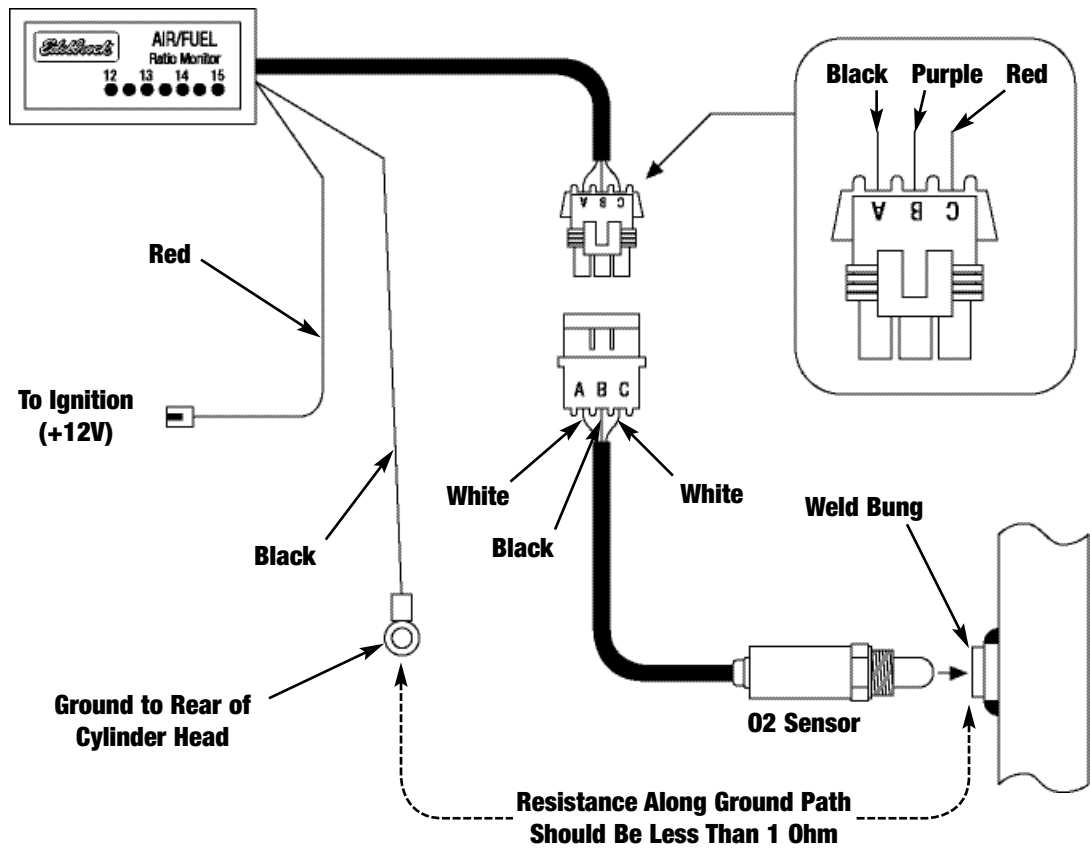 Edelbrock
AIR/FUEL
Ratio Monitor
12 13 14 15
Black Purple Red
A B C
A B C
Red
A B C
To Ignition
(+12V)
White
White
Weld Bung
Black
Black
Ground to Rear of
Cylinder Head
O2 Sensor
Resistance Along Ground Path
Should Be Less Than 1 Ohm